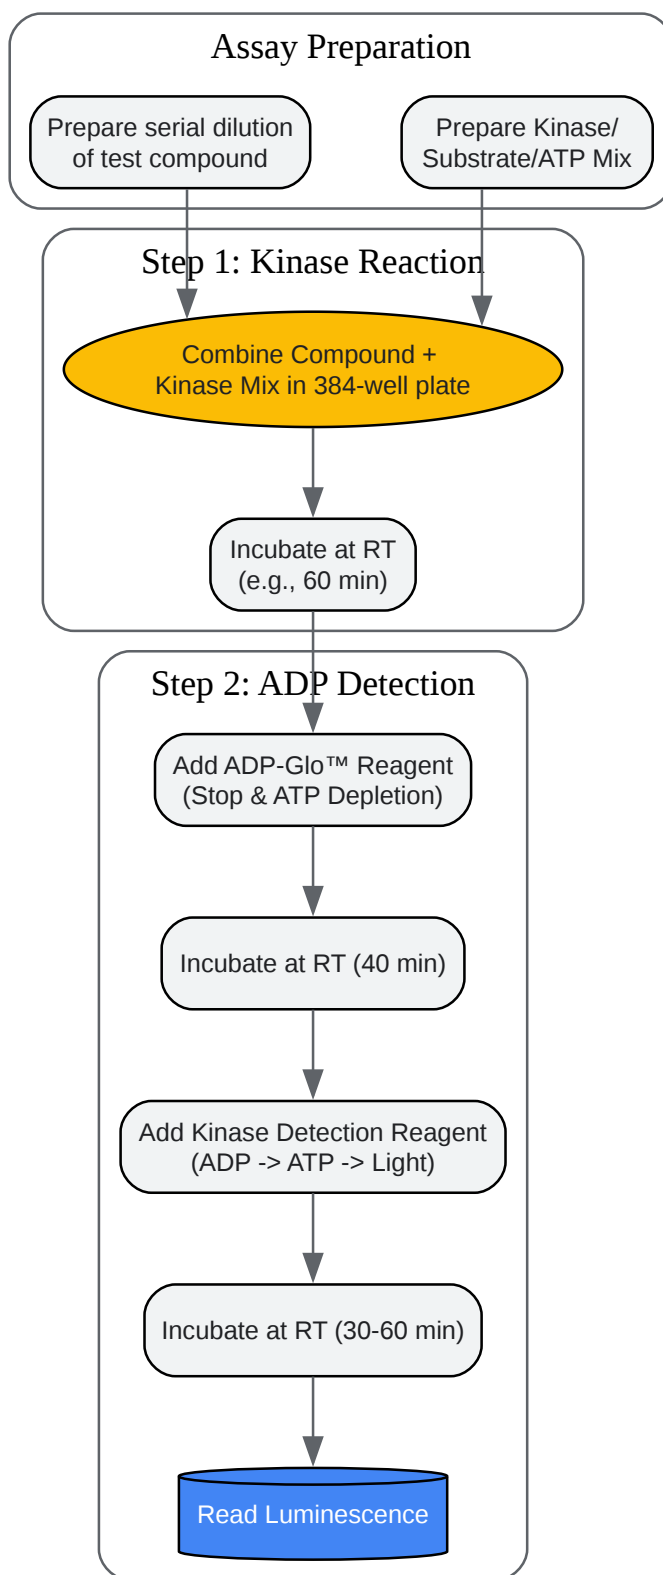 Assay Preparation
Prepare serial dilution
of test compound
Prepare Kinase/
Substrate/ATP Mix
Step 1: Kinase Reaction
Combine Compound +
Kinase Mix in 384-well plate
Incubate at RT
(e.g., 60 min)
Step 2: ADP Detection
Add ADP-Glo™ Reagent
(Stop & ATP Depletion)
Incubate at RT (40 min)
Add Kinase Detection Reagent
(ADP -> ATP -> Light)
Incubate at RT (30-60 min)
Read Luminescence